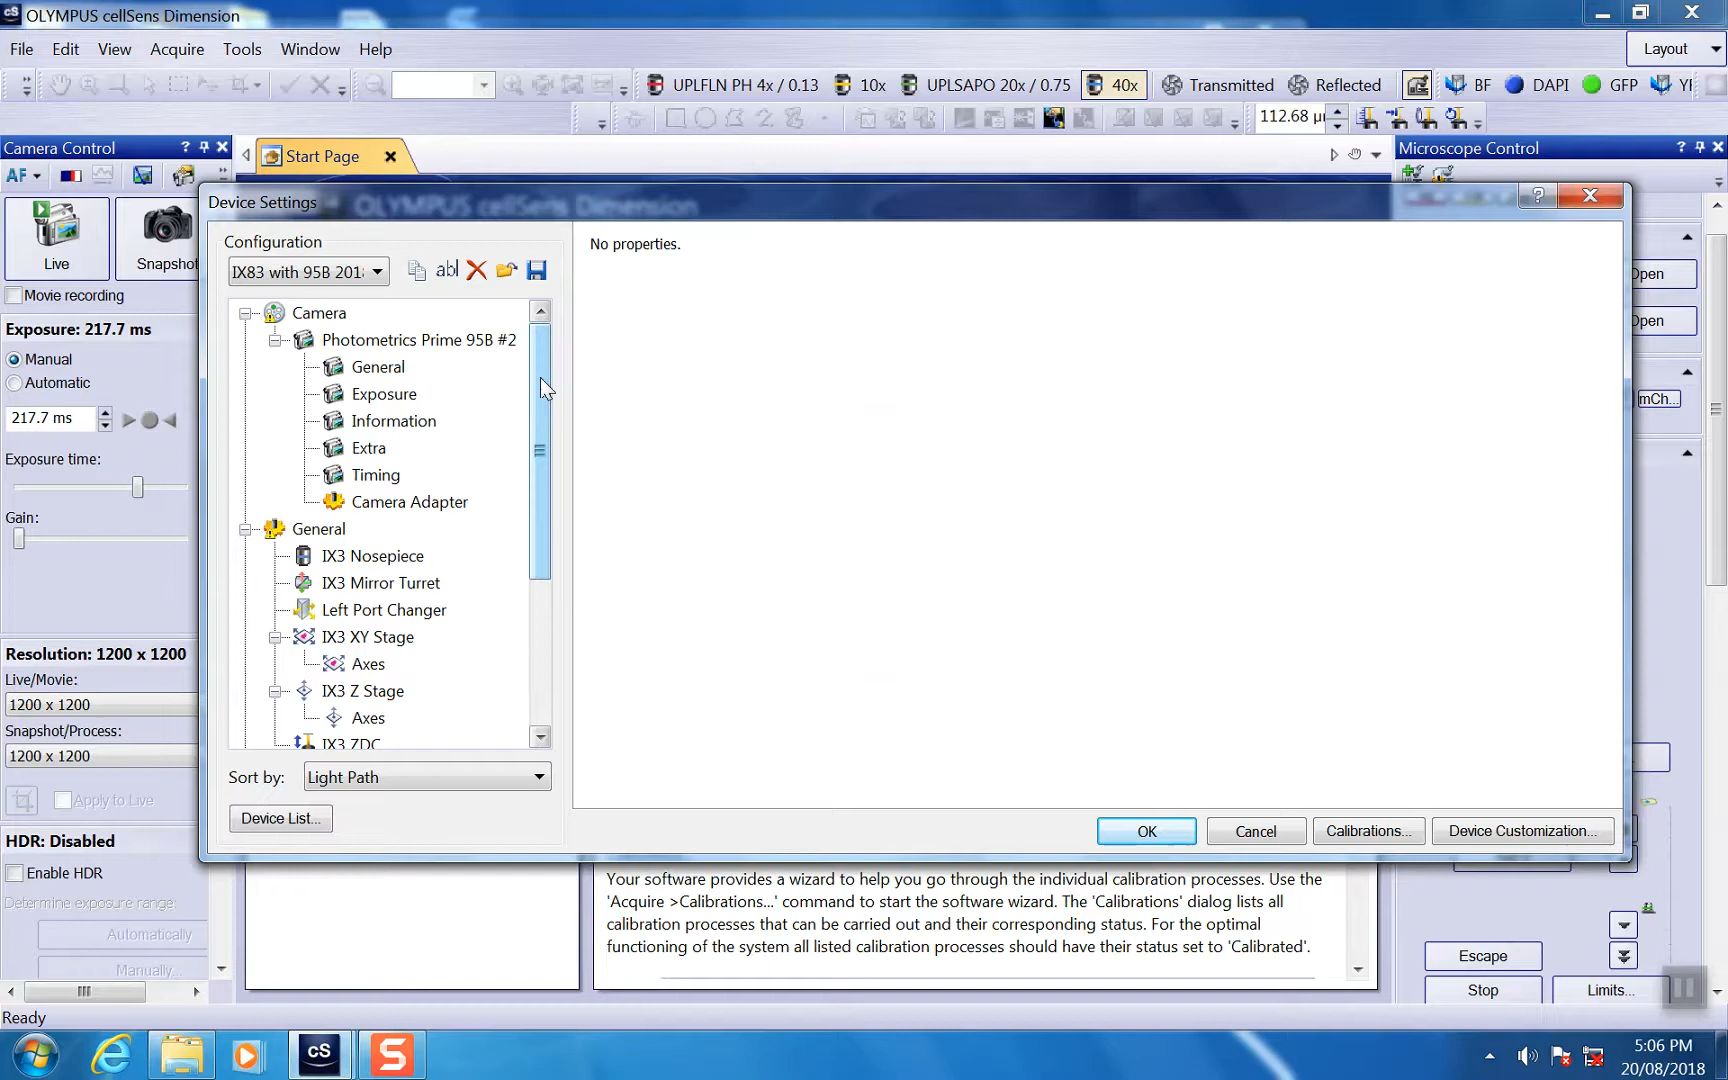 cS OLYMPUS cellSens Dimension
File Edit View Acquire Tools Window Help Layout
UPLFLN PH 4x / 0.13 10x UPLSAPO 20x / 0.75 40x Transmitted Reflected BF DAPI GFP
112.68
Camera Control ? Start Page Microscope Control ?
AF
Device Settings OLYMPUS cellSens Dimension ?
Live Snapshot
Movie recording
Exposure: 217.7 ms
Manual
Automatic
217.7 ms
Exposure time:
Gain:
Resolution: 1200 x 1200
Live/Movie:
1200 x 1200
Snapshot/Process:
1200 x 1200
Apply to Live
HDR: Disabled
Enable HDR
Determine exposure range:
Automatically
Manually...
Configuration
IX83 with 95B 201 abI
Camera
Photometrics Prime 95B #2
General
Exposure
Information
Extra
Timing
Camera Adapter
General
IX3 Nosepiece
IX3 Mirror Turret
Left Port Changer
IX3 XY Stage
Axes
IX3 Z Stage
Axes
IX3 ZDC
Sort by: Light Path
Device List...
No properties.
OK Cancel Calibrations... Device Customization...
Open
Open
mCh...
Your software provides a wizard to help you go through the individual calibration processes. Use the
'Acquire >Calibrations...' command to start the software wizard. The 'Calibrations' dialog lists all
calibration processes that can be carried out and their corresponding status. For the optimal
functioning of the system all listed calibration processes should have their status set to 'Calibrated'.
Escape
Stop Limits...
Ready
cS S 5:06 PM
20/08/2018